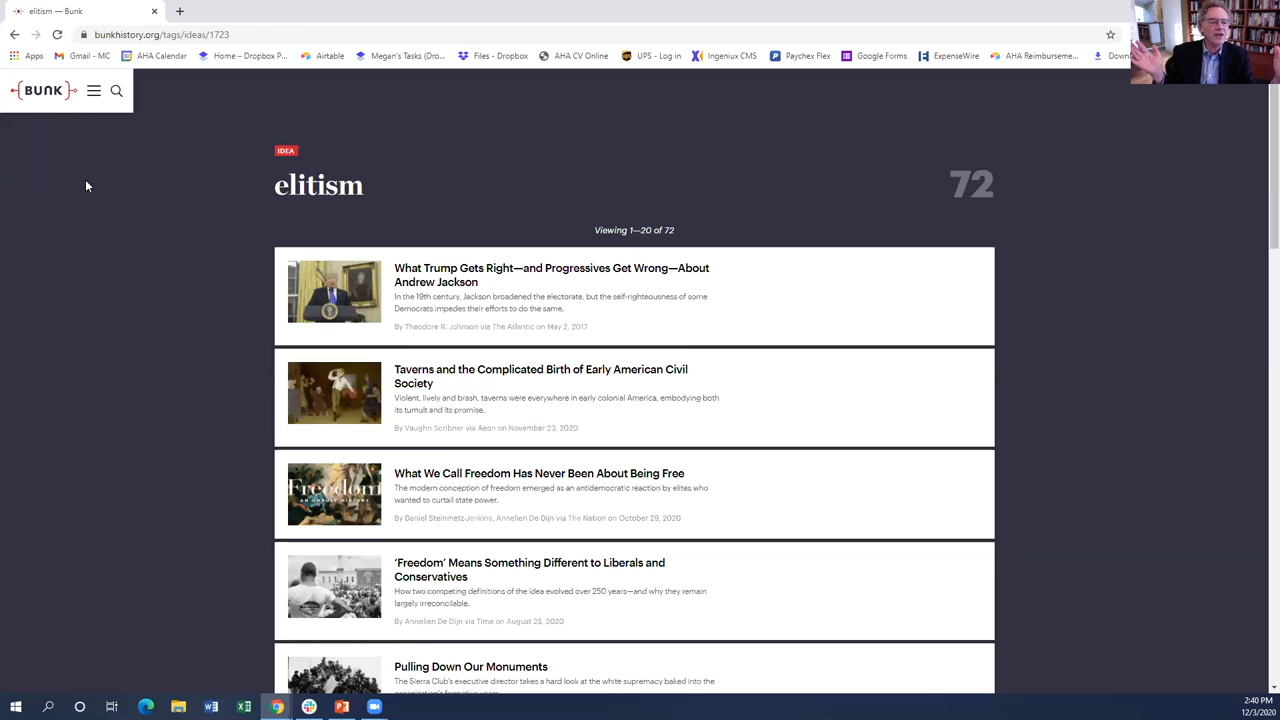 elitism — Bunk
bunkhistory.org/tags/ideas/1723
Apps Gmail - MC AHA Calendar Home – Dropbox P... Airtable Megan's Tasks (Dro... Files - Dropbox AHA CV Online UPS - Log in Ingeniux CMS Paychex Flex Google Forms ExpenseWire AHA Reimburseme... Down
BUNK
IDEA
elitism 72
Viewing 1—20 of 72
What Trump Gets Right—and Progressives Get Wrong—About
Andrew Jackson
In the 19th century, Jackson broadened the electorate, but the self-righteousness of some
Democrats impedes their efforts to do the same.
By Theodore R. Johnson via The Atlantic on May 2, 2017
Taverns and the Complicated Birth of Early American Civil
Society
Violent, lively and brash, taverns were everywhere in early colonial America, embodying both
its tumult and its promise.
By Vaughn Scribner via Aeon on November 23, 2020
Freedom
AN UNRULY HISTORY
What We Call Freedom Has Never Been About Being Free
The modern conception of freedom emerged as an antidemocratic reaction by elites who
wanted to curtail state power.
By Daniel Steinmetz-Jenkins, Annelien De Dijn via The Nation on October 29, 2020
‘Freedom’ Means Something Different to Liberals and
Conservatives
How two competing definitions of the idea evolved over 250 years—and why they remain
largely irreconcilable.
By Annelien De Dijn via Time on August 25, 2020
Pulling Down Our Monuments
The Sierra Club's executive director takes a hard look at the white supremacy baked into the
organization's formative years.
2:40 PM
12/3/2020